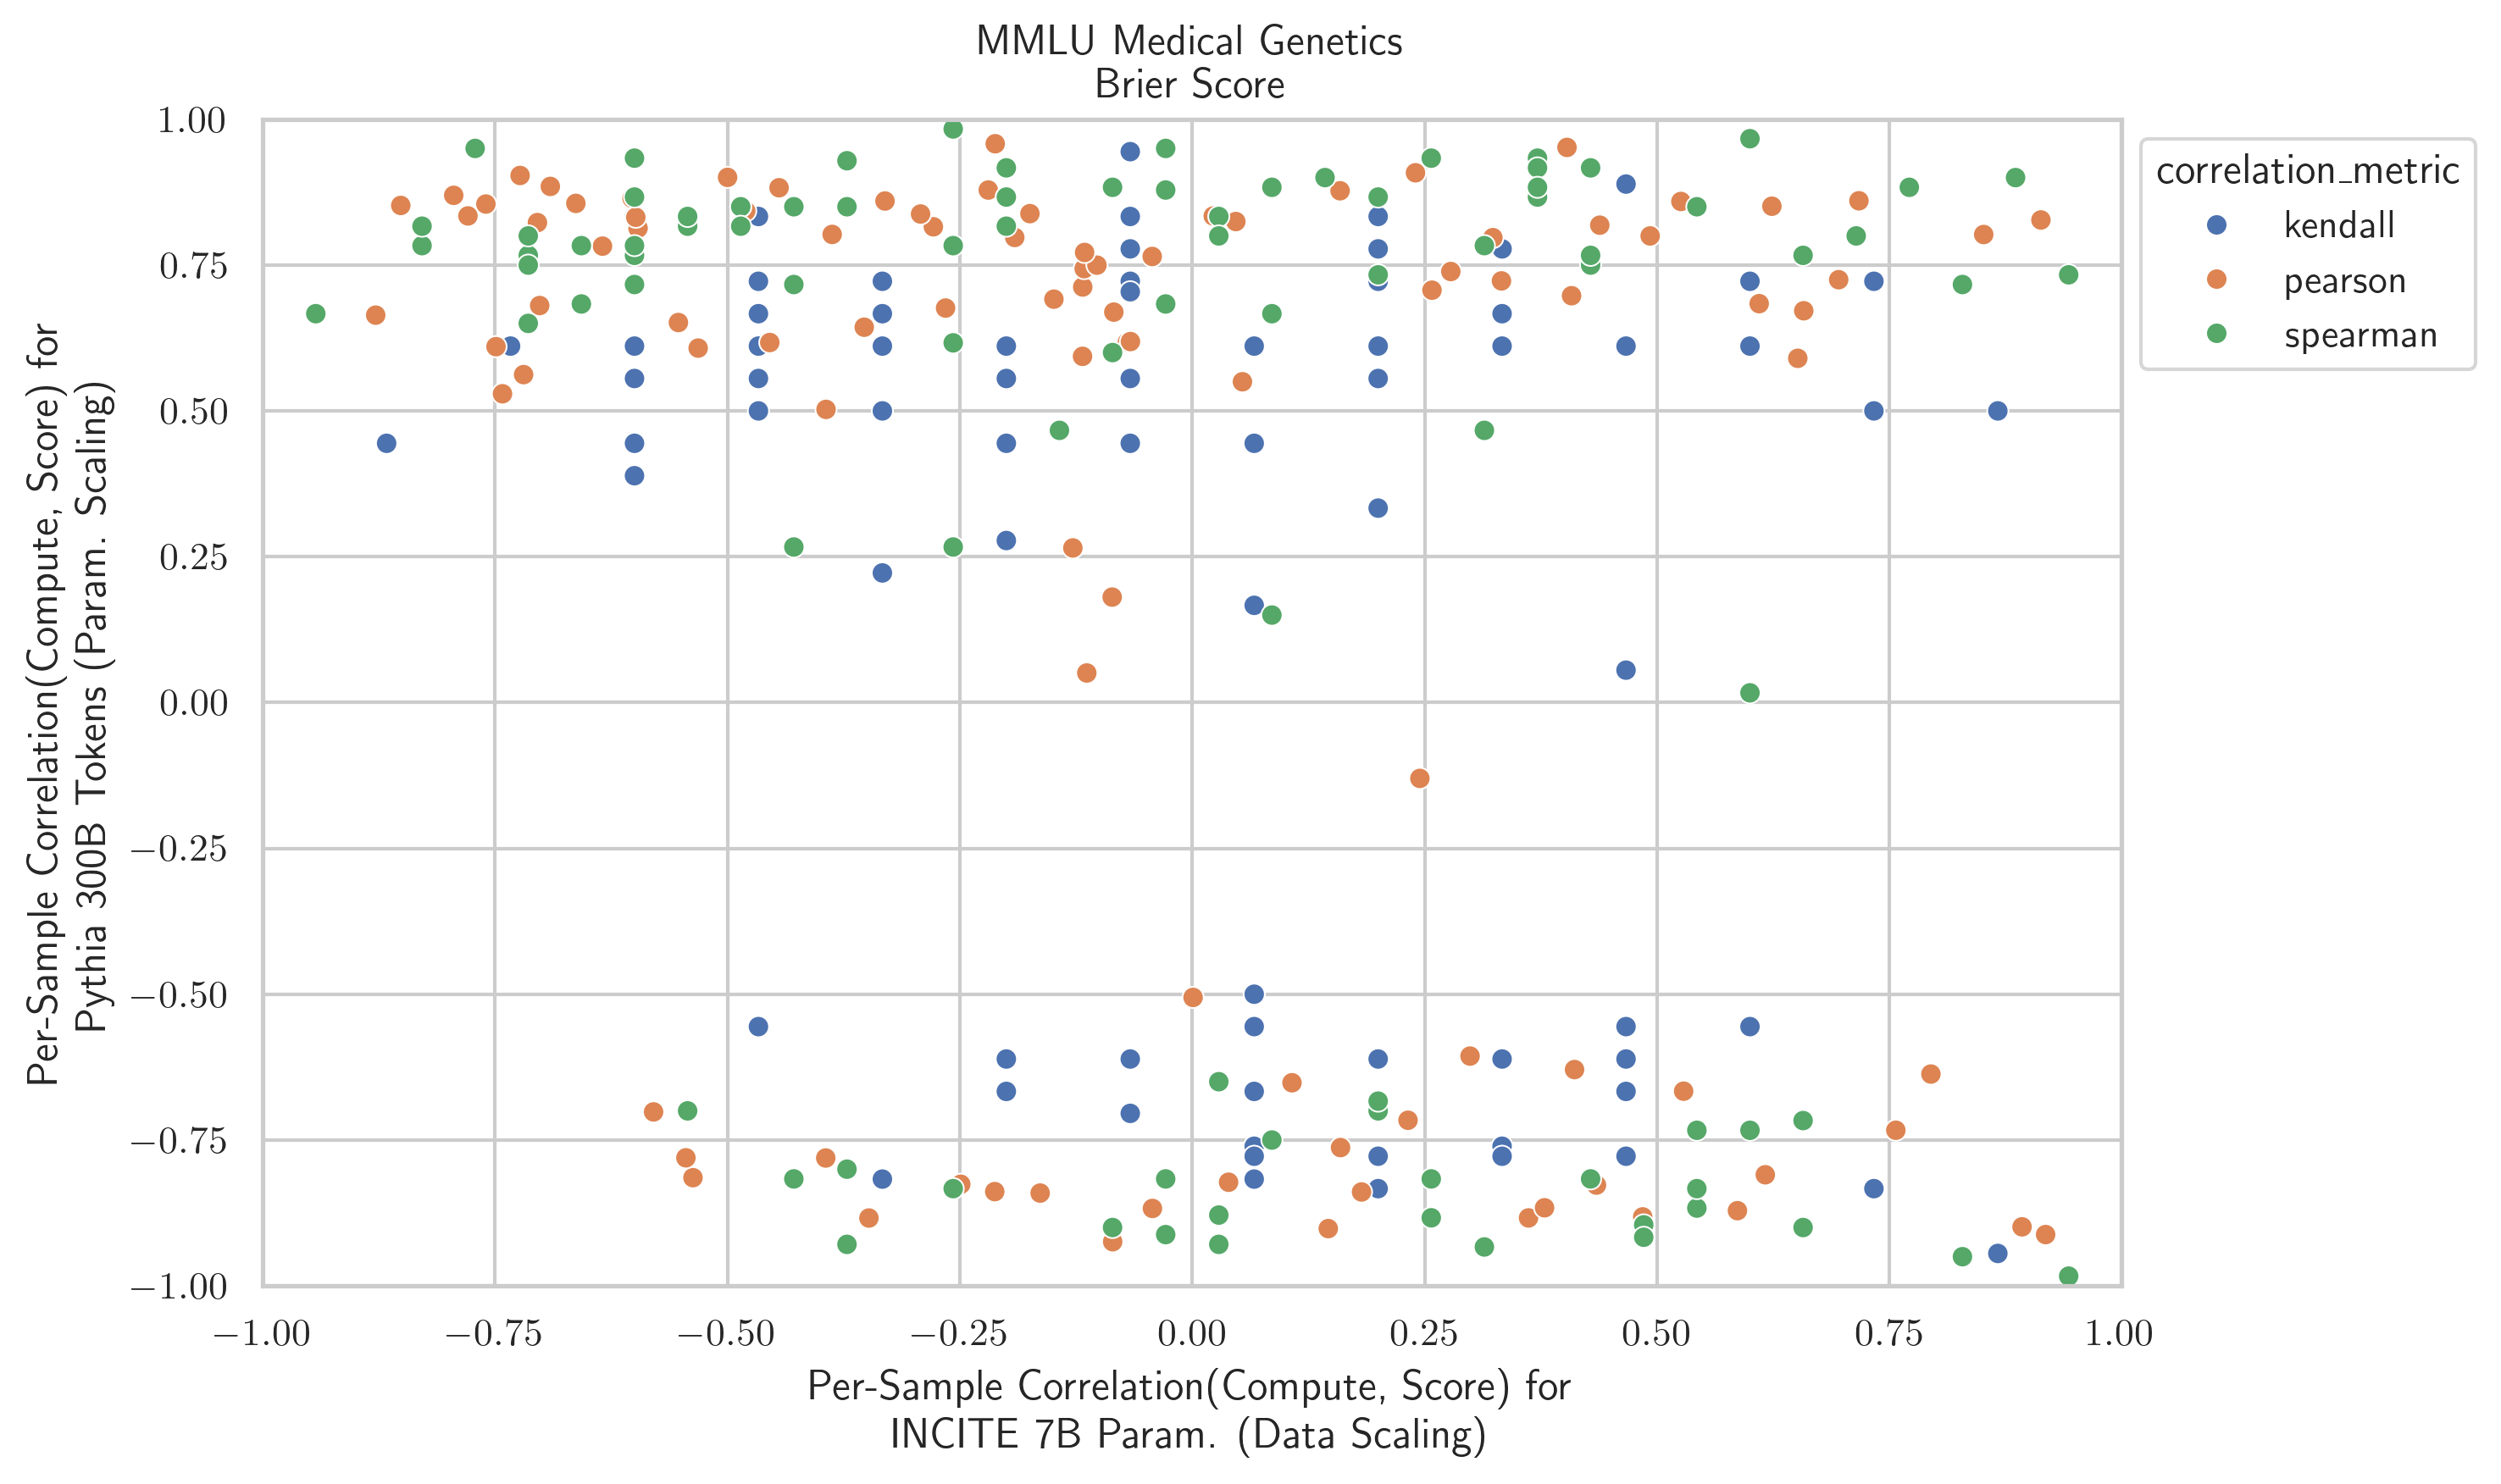 MMLU Medical Genetics
Brier Score
Per-Sample Correlation(Compute, Score) for
Pythia 300B Tokens (Param. Scaling)
1.00
0.75
0.50
0.25
0.00
−0.25
−0.50
−0.75
−1.00
−1.00 −0.75 −0.50 −0.25 0.00 0.25 0.50 0.75 1.00
Per-Sample Correlation(Compute, Score) for
INCITE 7B Param. (Data Scaling)
correlation_metric
kendall
pearson
spearman